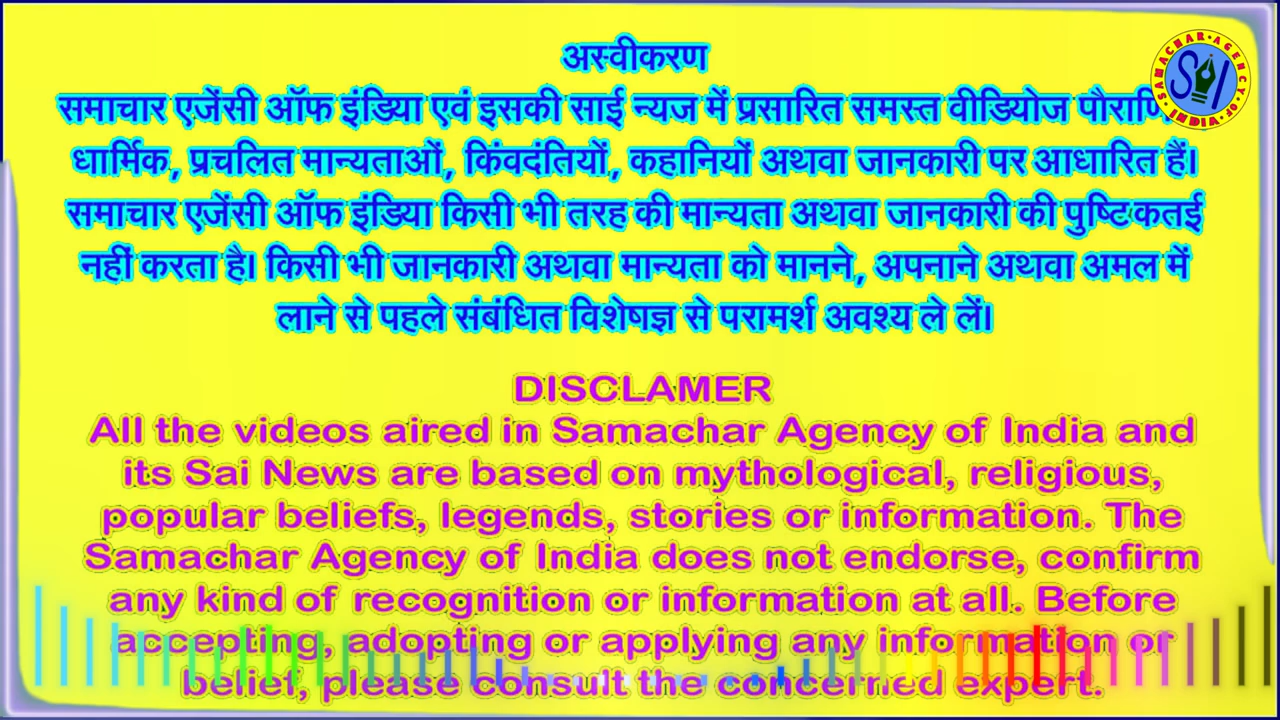 अस्वीकरण
समाचार एजेंसी ऑफ इंडिया एवं इसकी साई न्यज में प्रसारित समस्त वीडियोज
धार्मिक, प्रचलित मान्यताओं, किंवदंतियों, कहानियों अथवा जानकारी पर आधारित हैं।
समाचार एजेंसी ऑफ इंडिया किसी भी तरह की मान्यता अथवा जानकारी की पुष्टि कतई
नहीं करता है। किसी भी जानकारी अथवा मान्यता को मानने, अपनाने अथवा अमल में
लाने से पहले संबंधित विशेषज्ञ से परामर्श अवश्य ले लें।
DISCLAMER
All the videos aired in Samachar Agency of India and
its Sai News are based on mythological, religious,
popular beliefs, legends, stories or information. The
Samachar Agency of India does not endorse, confirm
any kind of recognition or information at all. Before
accepting, adopting or applying any information or
belief, please consult the concerned expert.
SAMACHAR AGENCY OF